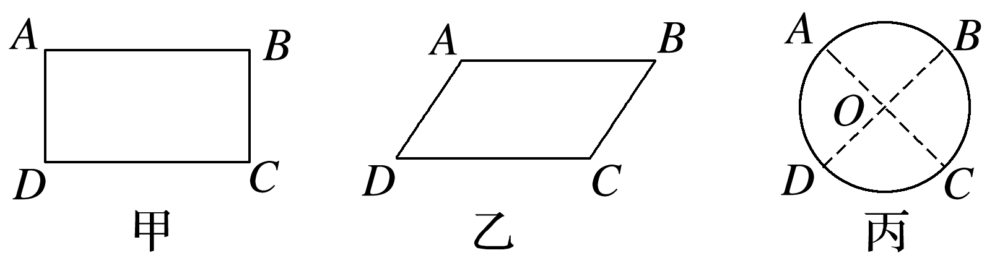 A B A B A B
O
D C D C D C
甲 乙 丙